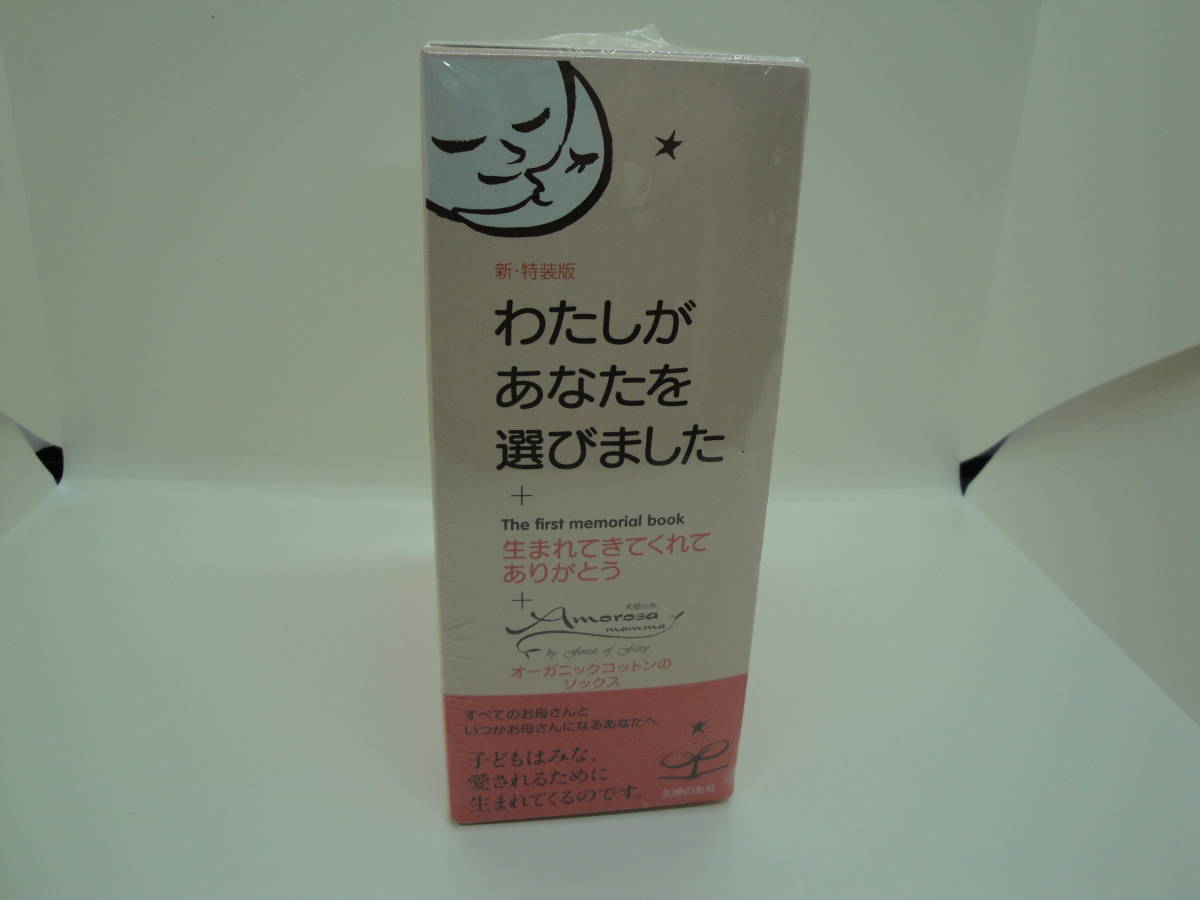 新・特装版
わたしが
あなたを
選びました
+
The first memorial book
生まれてきてくれて
ありがとう
+
天使の糸
Amorosa
mamma
by Forest of Fairy
オーガニックコットンの
ソックス
すべてのお母さんと
いつかお母さんになるあなたへ
子どもはみな、
愛されるために
生まれてくるのです。
主婦の友社